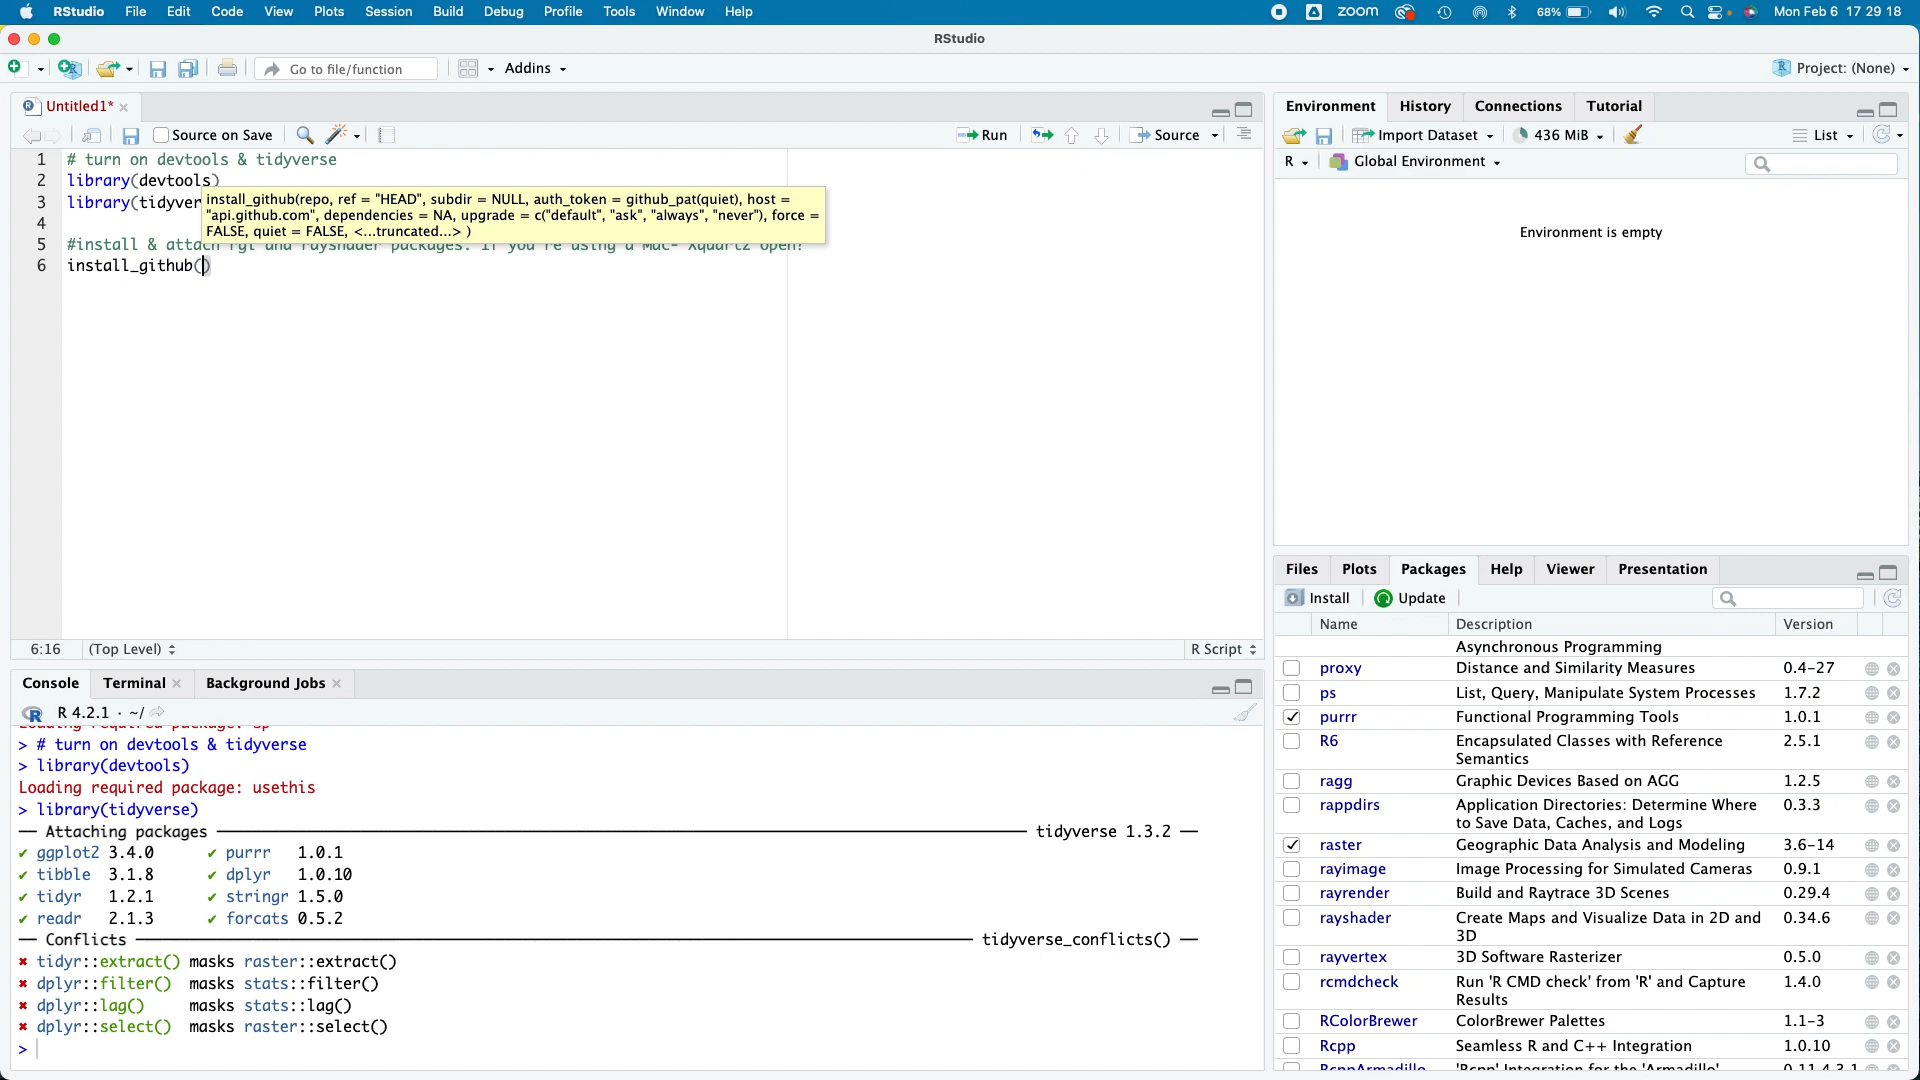 RStudio File Edit Code View Plots Session Build Debug Profile Tools Window Help zoom 68% Mon Feb 6 17 29 18
RStudio
Go to file/function Addins Project: (None)
Untitled1*
Source on Save Run Source
1 # turn on devtools & tidyverse
2 library(devtools)
3 library(tidyver
install_github(repo, ref = "HEAD", subdir = NULL, auth_token = github_pat(quiet), host =
"api.github.com", dependencies = NA, upgrade = c("default", "ask", "always", "never"), force =
FALSE, quiet = FALSE, <...truncated...> )
4
5 #install & attach rgl and rayshader packages. If you're using a Mac- Xquartz open!
6 install_github()
6:16 (Top Level) R Script
Console Terminal Background Jobs
R 4.2.1 · ~/
Loading required package: sp
> # turn on devtools & tidyverse
> library(devtools)
Loading required package: usethis
> library(tidyverse)
— Attaching packages — tidyverse 1.3.2 —
✔ ggplot2 3.4.0 ✔ purrr 1.0.1
✔ tibble 3.1.8 ✔ dplyr 1.0.10
✔ tidyr 1.2.1 ✔ stringr 1.5.0
✔ readr 2.1.3 ✔ forcats 0.5.2
— Conflicts — tidyverse_conflicts() —
✖ tidyr::extract() masks raster::extract()
✖ dplyr::filter() masks stats::filter()
✖ dplyr::lag() masks stats::lag()
✖ dplyr::select() masks raster::select()
>
Environment History Connections Tutorial
Import Dataset 436 MiB List
R Global Environment
Environment is empty
Files Plots Packages Help Viewer Presentation
Install Update
Name Description Version
Asynchronous Programming
proxy Distance and Similarity Measures 0.4-27
ps List, Query, Manipulate System Processes 1.7.2
purrr Functional Programming Tools 1.0.1
R6 Encapsulated Classes with Reference 2.5.1
Semantics
ragg Graphic Devices Based on AGG 1.2.5
rappdirs Application Directories: Determine Where 0.3.3
to Save Data, Caches, and Logs
raster Geographic Data Analysis and Modeling 3.6-14
rayimage Image Processing for Simulated Cameras 0.9.1
rayrender Build and Raytrace 3D Scenes 0.29.4
rayshader Create Maps and Visualize Data in 2D and 0.34.6
3D
rayvertex 3D Software Rasterizer 0.5.0
rcmdcheck Run 'R CMD check' from 'R' and Capture 1.4.0
Results
RColorBrewer ColorBrewer Palettes 1.1-3
Rcpp Seamless R and C++ Integration 1.0.10
RcppArmadillo 'Rcpp' Integration for the 'Armadillo' 0.11.4.3.1